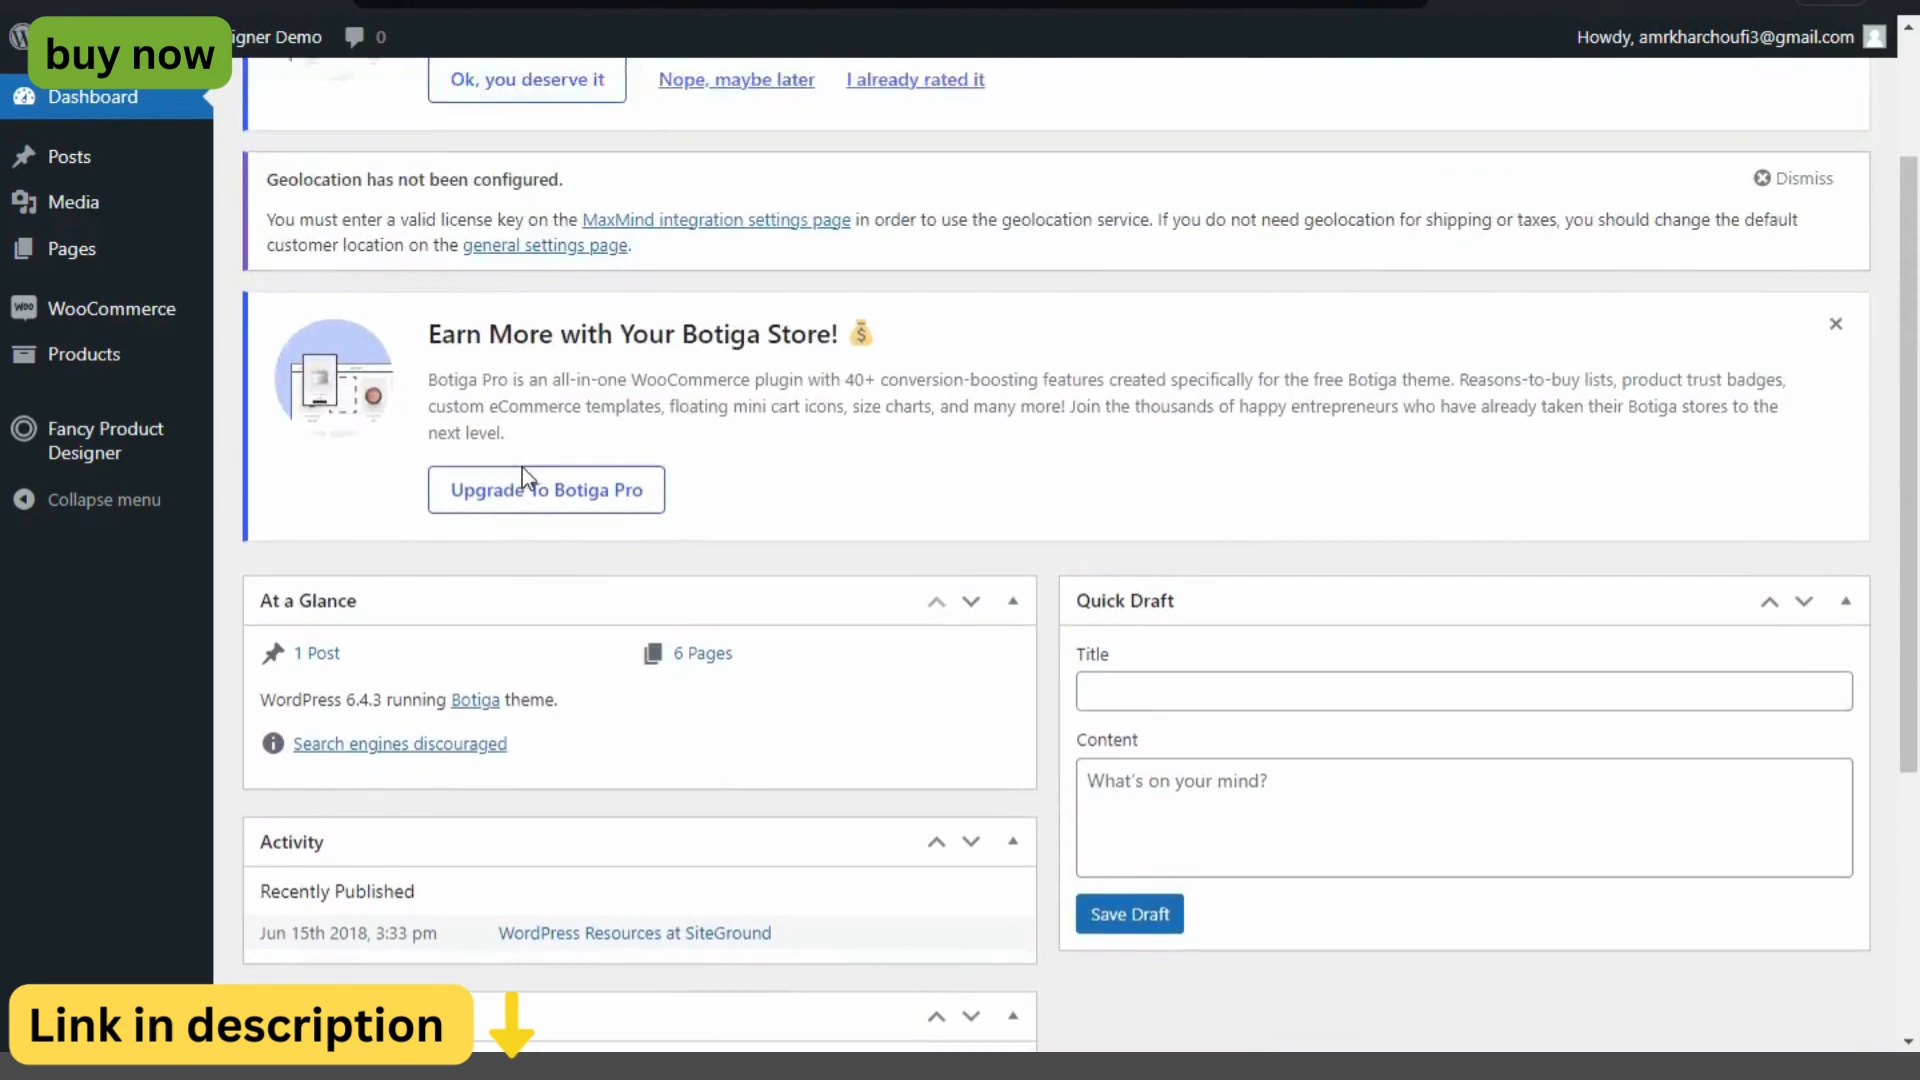 buy now
igner Demo
0
Howdy, amrkharchoufi3@gmail.com
Dashboard
Posts
Media
Pages
WOO
WooCommerce
Products
Fancy Product
Designer
Collapse menu
Ok, you deserve it
Nope, maybe later
I already rated it
Geolocation has not been configured.
Dismiss
You must enter a valid license key on the MaxMind integration settings page in order to use the geolocation service. If you do not need geolocation for shipping or taxes, you should change the default
customer location on the general settings page.
Earn More with Your Botiga Store!
Botiga Pro is an all-in-one WooCommerce plugin with 40+ conversion-boosting features created specifically for the free Botiga theme. Reasons-to-buy lists, product trust badges,
custom eCommerce templates, floating mini cart icons, size charts, and many more! Join the thousands of happy entrepreneurs who have already taken their Botiga stores to the
next level.
Upgrade To Botiga Pro
At a Glance
1 Post
6 Pages
WordPress 6.4.3 running Botiga theme.
Search engines discouraged
Activity
Recently Published
Jun 15th 2018, 3:33 pm
WordPress Resources at SiteGround
Quick Draft
Title
Content
What's on your mind?
Save Draft
Link in description